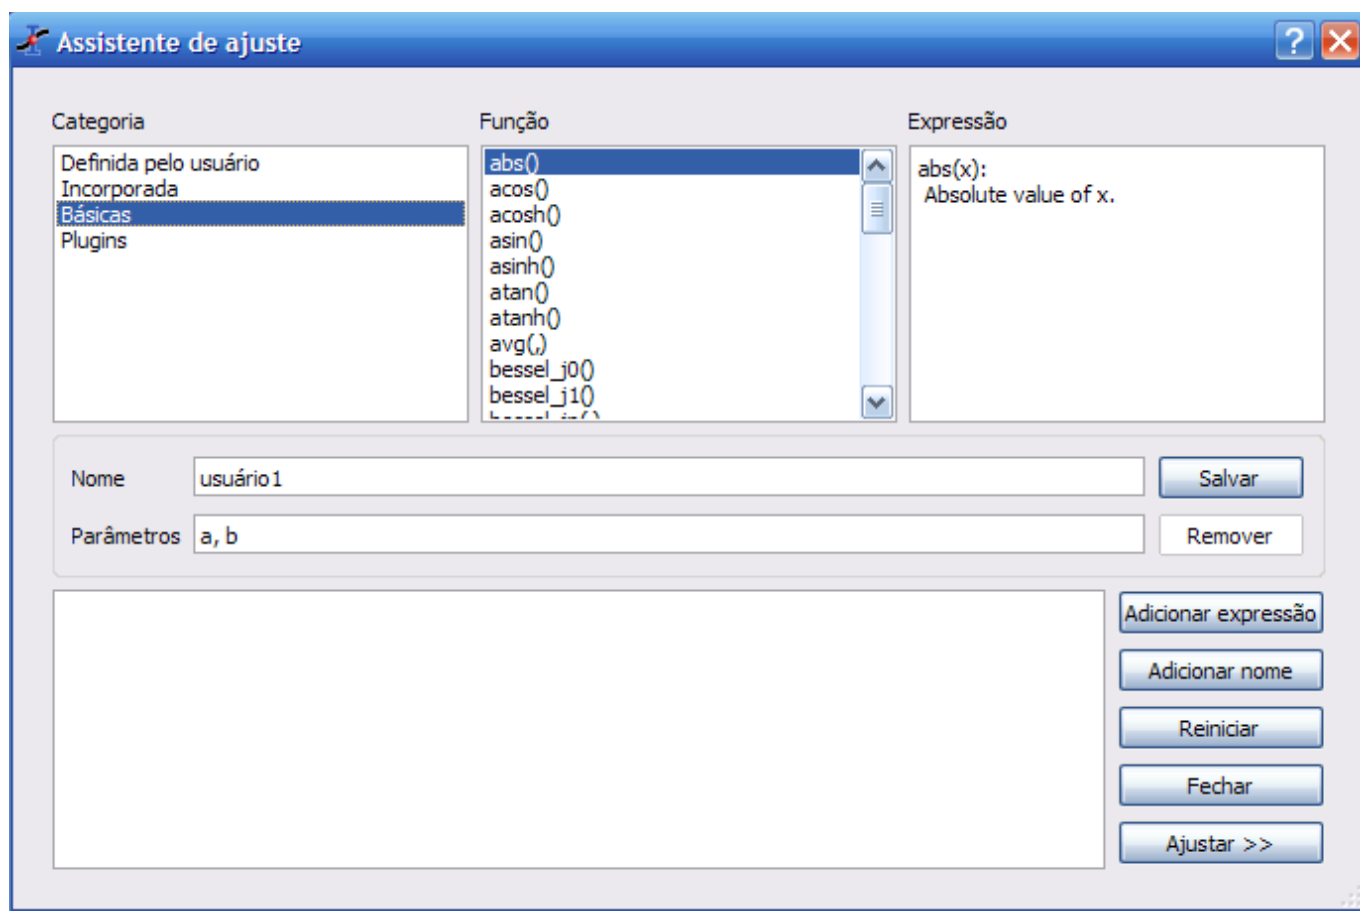 Assistente de ajuste
Categoria
Função
Expressão
Definida pelo usuário
Incorporada
Básicas
Plugins
abs()
acos()
acosh()
asin()
asinh()
atan()
atanh()
avg(,)
bessel_j0()
bessel_j1()
abs(x):
Absolute value of x.
Nome
usuário1
Salvar
Parâmetros
a, b
Remover
Adicionar expressão
Adicionar nome
Reiniciar
Fechar
Ajustar >>